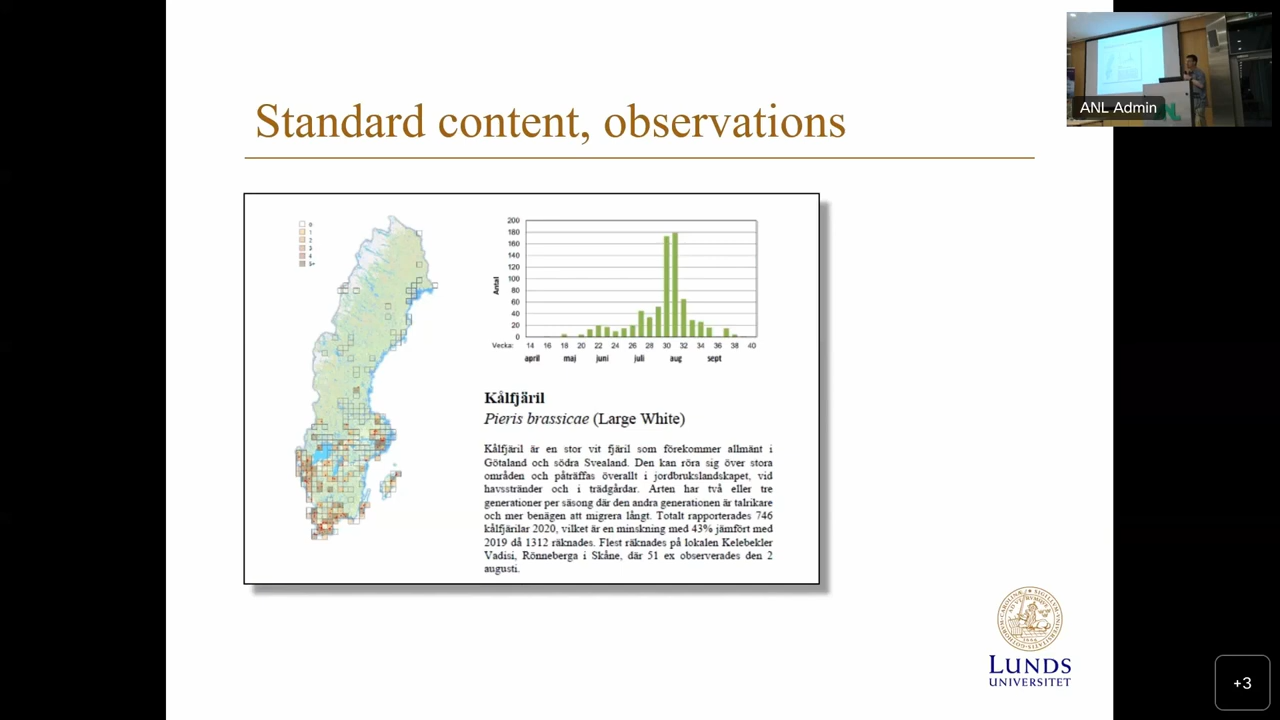 ANL Admin
Standard content, observations
0
1
2
3
4
5+
200
180
160
140
120
100
80
60
40
20
0
Antal
Vecka: 14 16 18 20 22 24 26 28 30 32 34 36 38 40
april maj juni juli aug sept
Kålfjäril
Pieris brassicae (Large White)
Kålfjäril är en stor vit fjäril som förekommer allmänt i
Götaland och södra Svealand. Den kan röra sig över stora
områden och påträffas överallt i jordbrukslandskapet, vid
havsstränder och i trädgårdar. Arten har två eller tre
generationer per säsong där den andra generationen är talrikare
och mer benägen att migrera långt. Totalt rapporterades 746
kålfjärilar 2020, vilket är en minskning med 43% jämfört med
2019 då 1312 räknades. Flest räknades på lokalen Kelebekler
Vadisi, Rönneberga i Skåne, där 51 ex observerades den 2
augusti.
LUNDS
UNIVERSITET
+3